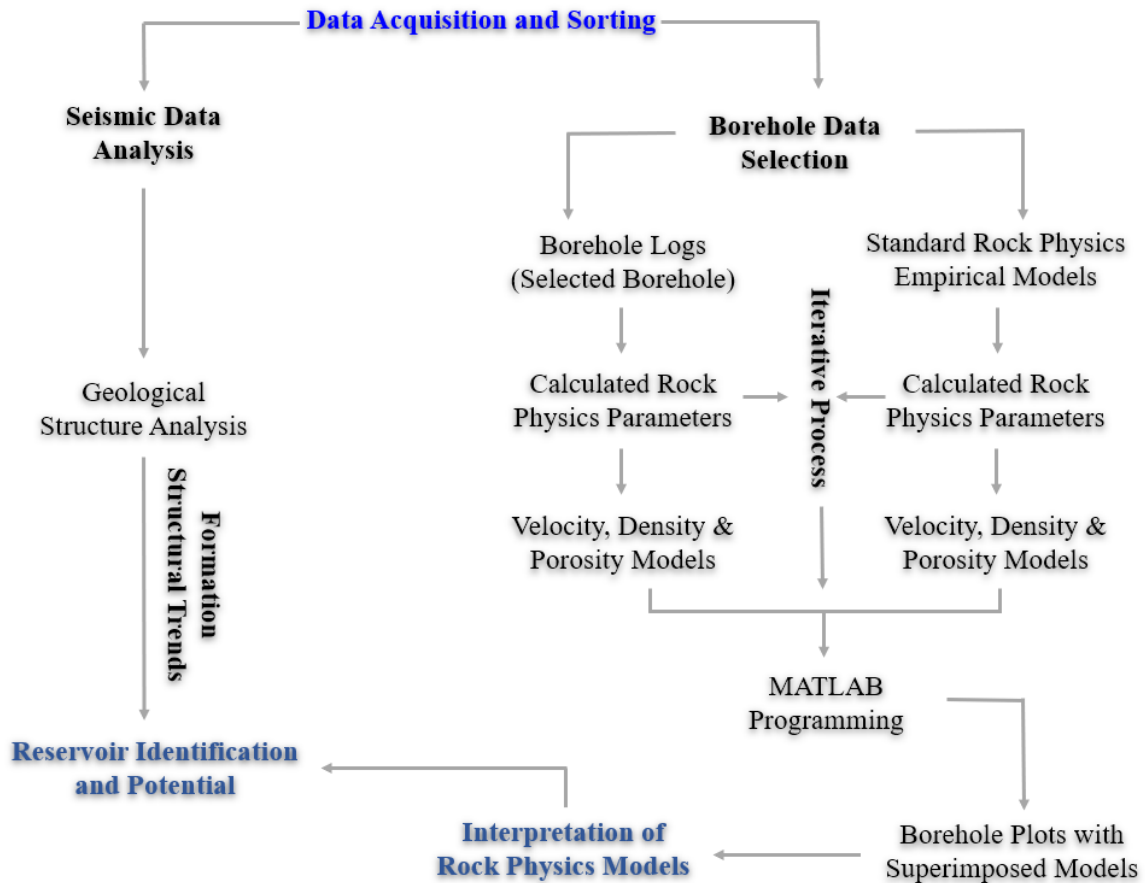 Data Acquisition and Sorting
Seismic Data
Analysis
Borehole Data
Selection
Borehole Logs
(Selected Borehole)
Standard Rock Physics
Empirical Models
Iterative Process
Geological
Structure Analysis
Calculated Rock
Physics Parameters
Calculated Rock
Physics Parameters
Formation
Structural Trends
Velocity, Density &
Porosity Models
Velocity, Density &
Porosity Models
MATLAB
Programming
Reservoir Identification
and Potential
Interpretation of
Rock Physics Models
Borehole Plots with
Superimposed Models